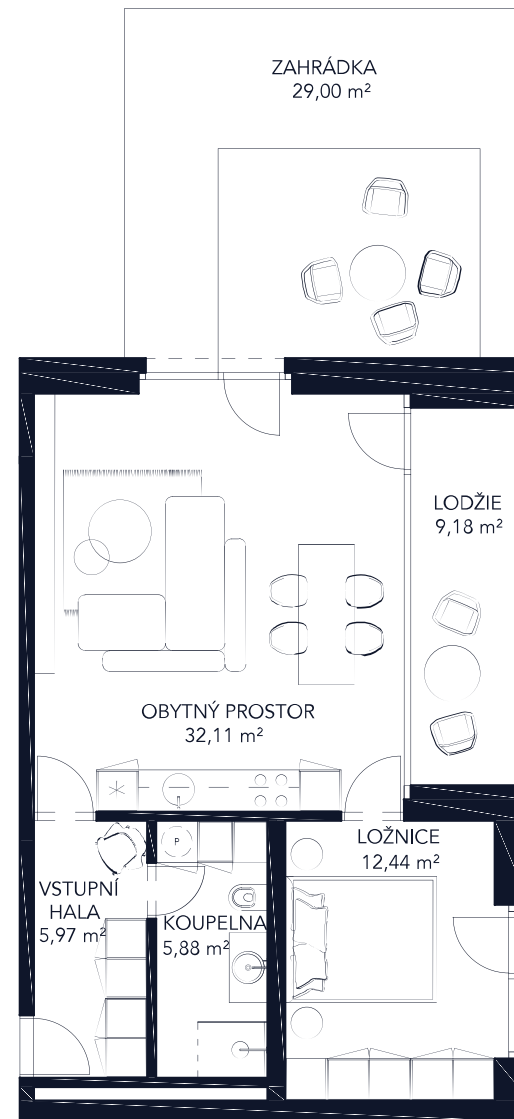 ZAHRÁDKA
29,00 m²
LODŽIE
9,18 m²
OBYTNÝ PROSTOR
32,11 m²
LOŽNICE
12,44 m²
VSTUPNÍ
HALA
5,97 m²
KOUPELNA
5,88 m²
P